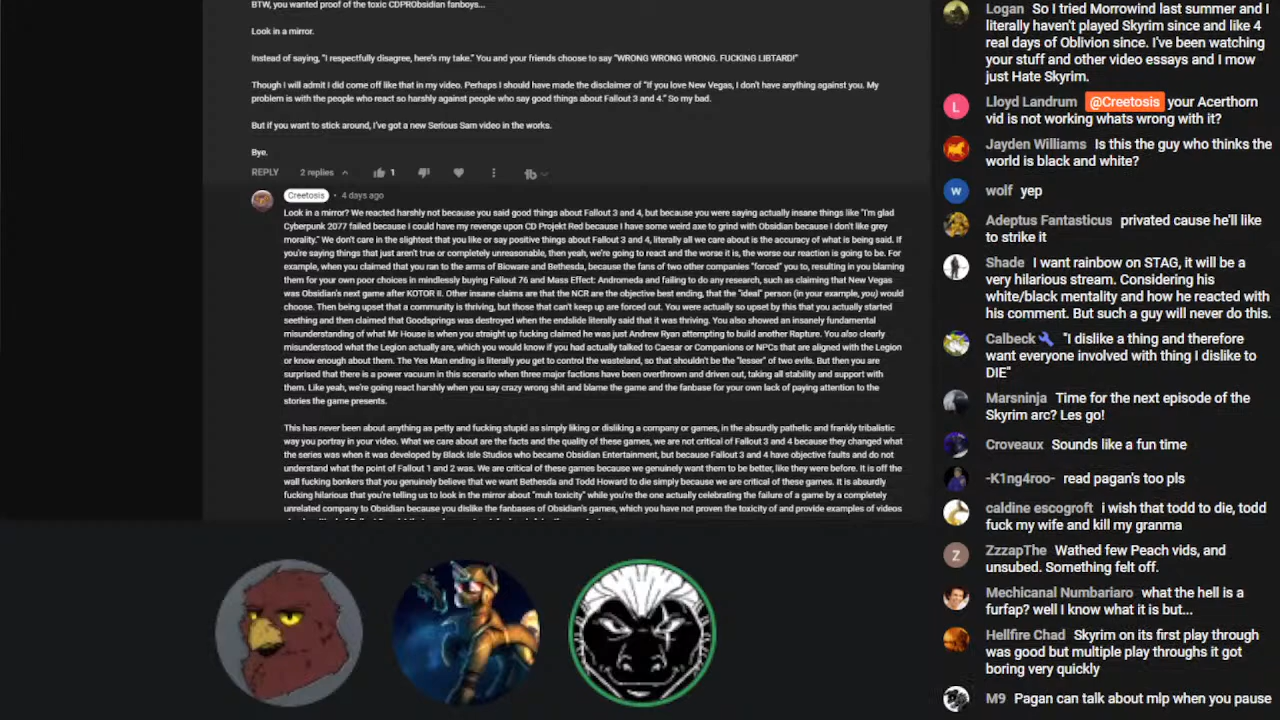 BTW, you wanted proof of the toxic CDPRObsidian fanboys...
Look in a mirror.
Instead of saying, "I respectfully disagree, here's my take." You and your friends choose to say "WRONG WRONG WRONG. FUCKING LIBTARD!"
Though I will admit I did come off like that in my video. Perhaps I should have made the disclaimer of "If you love New Vegas, I don't have anything against you. My
problem is with the people who react so harshly against people who say good things about Fallout 3 and 4." So my bad.
But if you want to stick around, I've got a new Serious Sam video in the works.
Bye.
REPLY 2 replies 1
Creetosis • 4 days ago
Look in a mirror? We reacted harshly not because you said good things about Fallout 3 and 4, but because you were saying actually insane things like "I'm glad
Cyberpunk 2077 failed because I could have my revenge upon CD Projekt Red because I have some weird axe to grind with Obsidian because I don't like grey
morality." We don't care in the slightest that you like or say positive things about Fallout 3 and 4, literally all we care about is the accuracy of what is being said. If
you're saying things that just aren't true or completely unreasonable, then yeah, we're going to react and the worse it is, the worse our reaction is going to be. For
example, when you claimed that you ran to the arms of Bioware and Bethesda, because the fans of two other companies "forced" you to, resulting in you blaming
them for your own poor choices in mindlessly buying Fallout 76 and Mass Effect: Andromeda and failing to do any research, such as claiming that New Vegas
was Obsidian's next game after KOTOR II. Other insane claims are that the NCR are the objective best ending, that the "ideal" person (in your example, you) would
choose. Then being upset that a community is thriving, but those that can't keep up are forced out. You were actually so upset by this that you actually started
seething and then claimed that Goodsprings was destroyed when the endslide literally said that it was thriving. You also showed an insanely fundamental
misunderstanding of what Mr House is when you straight up fucking claimed he was just Andrew Ryan attempting to build another Rapture. You also clearly
misunderstood what the Legion actually are, which you would know if you had actually talked to Caesar or Companions or NPCs that are aligned with the Legion
or know enough about them. The Yes Man ending is literally you get to control the wasteland, so that shouldn't be the "lesser" of two evils. But then you are
surprised that there is a power vacuum in this scenario when three major factions have been overthrown and driven out, taking all stability and support with
them. Like yeah, we're going react harshly when you say crazy wrong shit and blame the game and the fanbase for your own lack of paying attention to the
stories the game presents.
This has never been about anything as petty and fucking stupid as simply liking or disliking a company or games, in the absurdly pathetic and frankly tribalistic
way you portray in your video. What we care about are the facts and the quality of these games, we are not critical of Fallout 3 and 4 because they changed what
the series was when it was developed by Black Isle Studios who became Obsidian Entertainment, but because Fallout 3 and 4 have objective faults and do not
understand what the point of Fallout 1 and 2 was. We are critical of these games because we genuinely want them to be better, like they were before. It is off the
wall fucking bonkers that you genuinely believe that we want Bethesda and Todd Howard to die simply because we are critical of these games. It is absurdly
fucking hilarious that you're telling us to look in the mirror about "muh toxicity" while you're the one actually celebrating the failure of a game by a completely
unrelated company to Obsidian because you dislike the fanbases of Obsidian's games, which you have not proven the toxicity of and provide examples of videos
Logan So I tried Morrowind last summer and I
literally haven't played Skyrim since and like 4
real days of Oblivion since. I've been watching
your stuff and other video essays and I mow
just Hate Skyrim.
Lloyd Landrum @Creetosis your Acerthorn
vid is not working whats wrong with it?
Jayden Williams Is this the guy who thinks the
world is black and white?
wolf yep
Adeptus Fantasticus privated cause he'll like
to strike it
Shade I want rainbow on STAG, it will be a
very hilarious stream. Considering his
white/black mentality and how he reacted with
his comment. But such a guy will never do this.
Calbeck "I dislike a thing and therefore
want everyone involved with thing I dislike to
DIE"
Marsninja Time for the next episode of the
Skyrim arc? Les go!
Croveaux Sounds like a fun time
-K1ng4roo- read pagan's too pls
caldine escogroft i wish that todd to die, todd
fuck my wife and kill my granma
ZzzapThe Wathed few Peach vids, and
unsubed. Something felt off.
Mechicanal Numbariaro what the hell is a
furfap? well I know what it is but...
Hellfire Chad Skyrim on its first play through
was good but multiple play throughs it got
boring very quickly
M9 Pagan can talk about mlp when you pause